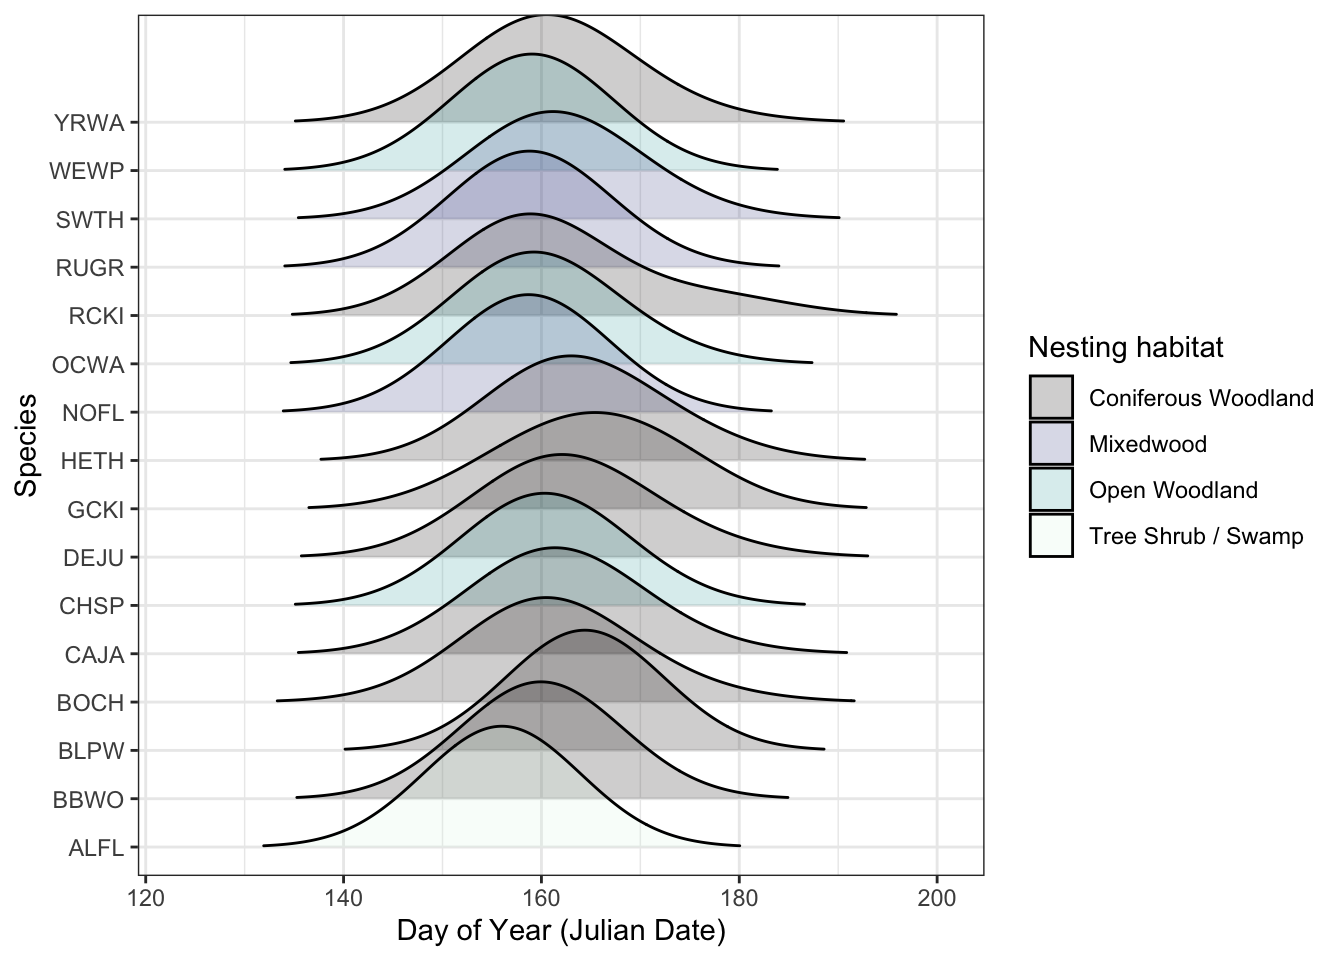 YRWA
WEWP
SWTH
RUGR
RCKI
OCWA
NOFL
HETH
GCKI
DEJU
CHSP
CAJA
BOCH
BLPW
BBWO
ALFL
Species
120 140 160 180 200
Day of Year (Julian Date)
Nesting habitat
Coniferous Woodland
Mixedwood
Open Woodland
Tree Shrub / Swamp